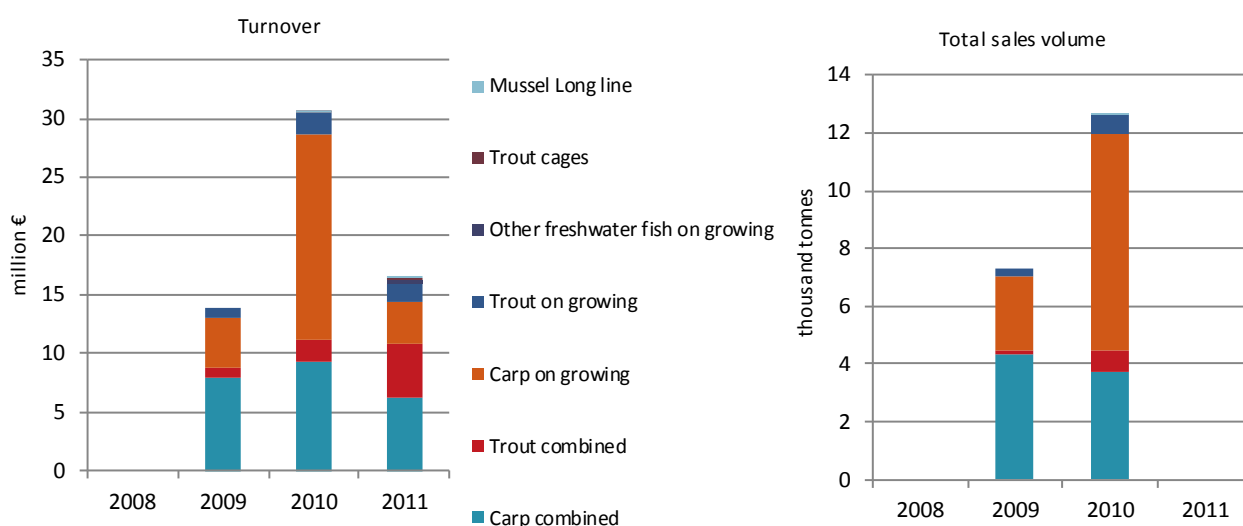 Turnover
35
30
25
20
15
10
5
0
million €
2008 2009 2010 2011
Mussel Long line
Trout cages
Other freshwater fish on growing
Trout on growing
Carp on growing
Trout combined
Carp combined
Total sales volume
14
12
10
8
6
4
2
0
thousand tonnes
2008 2009 2010 2011